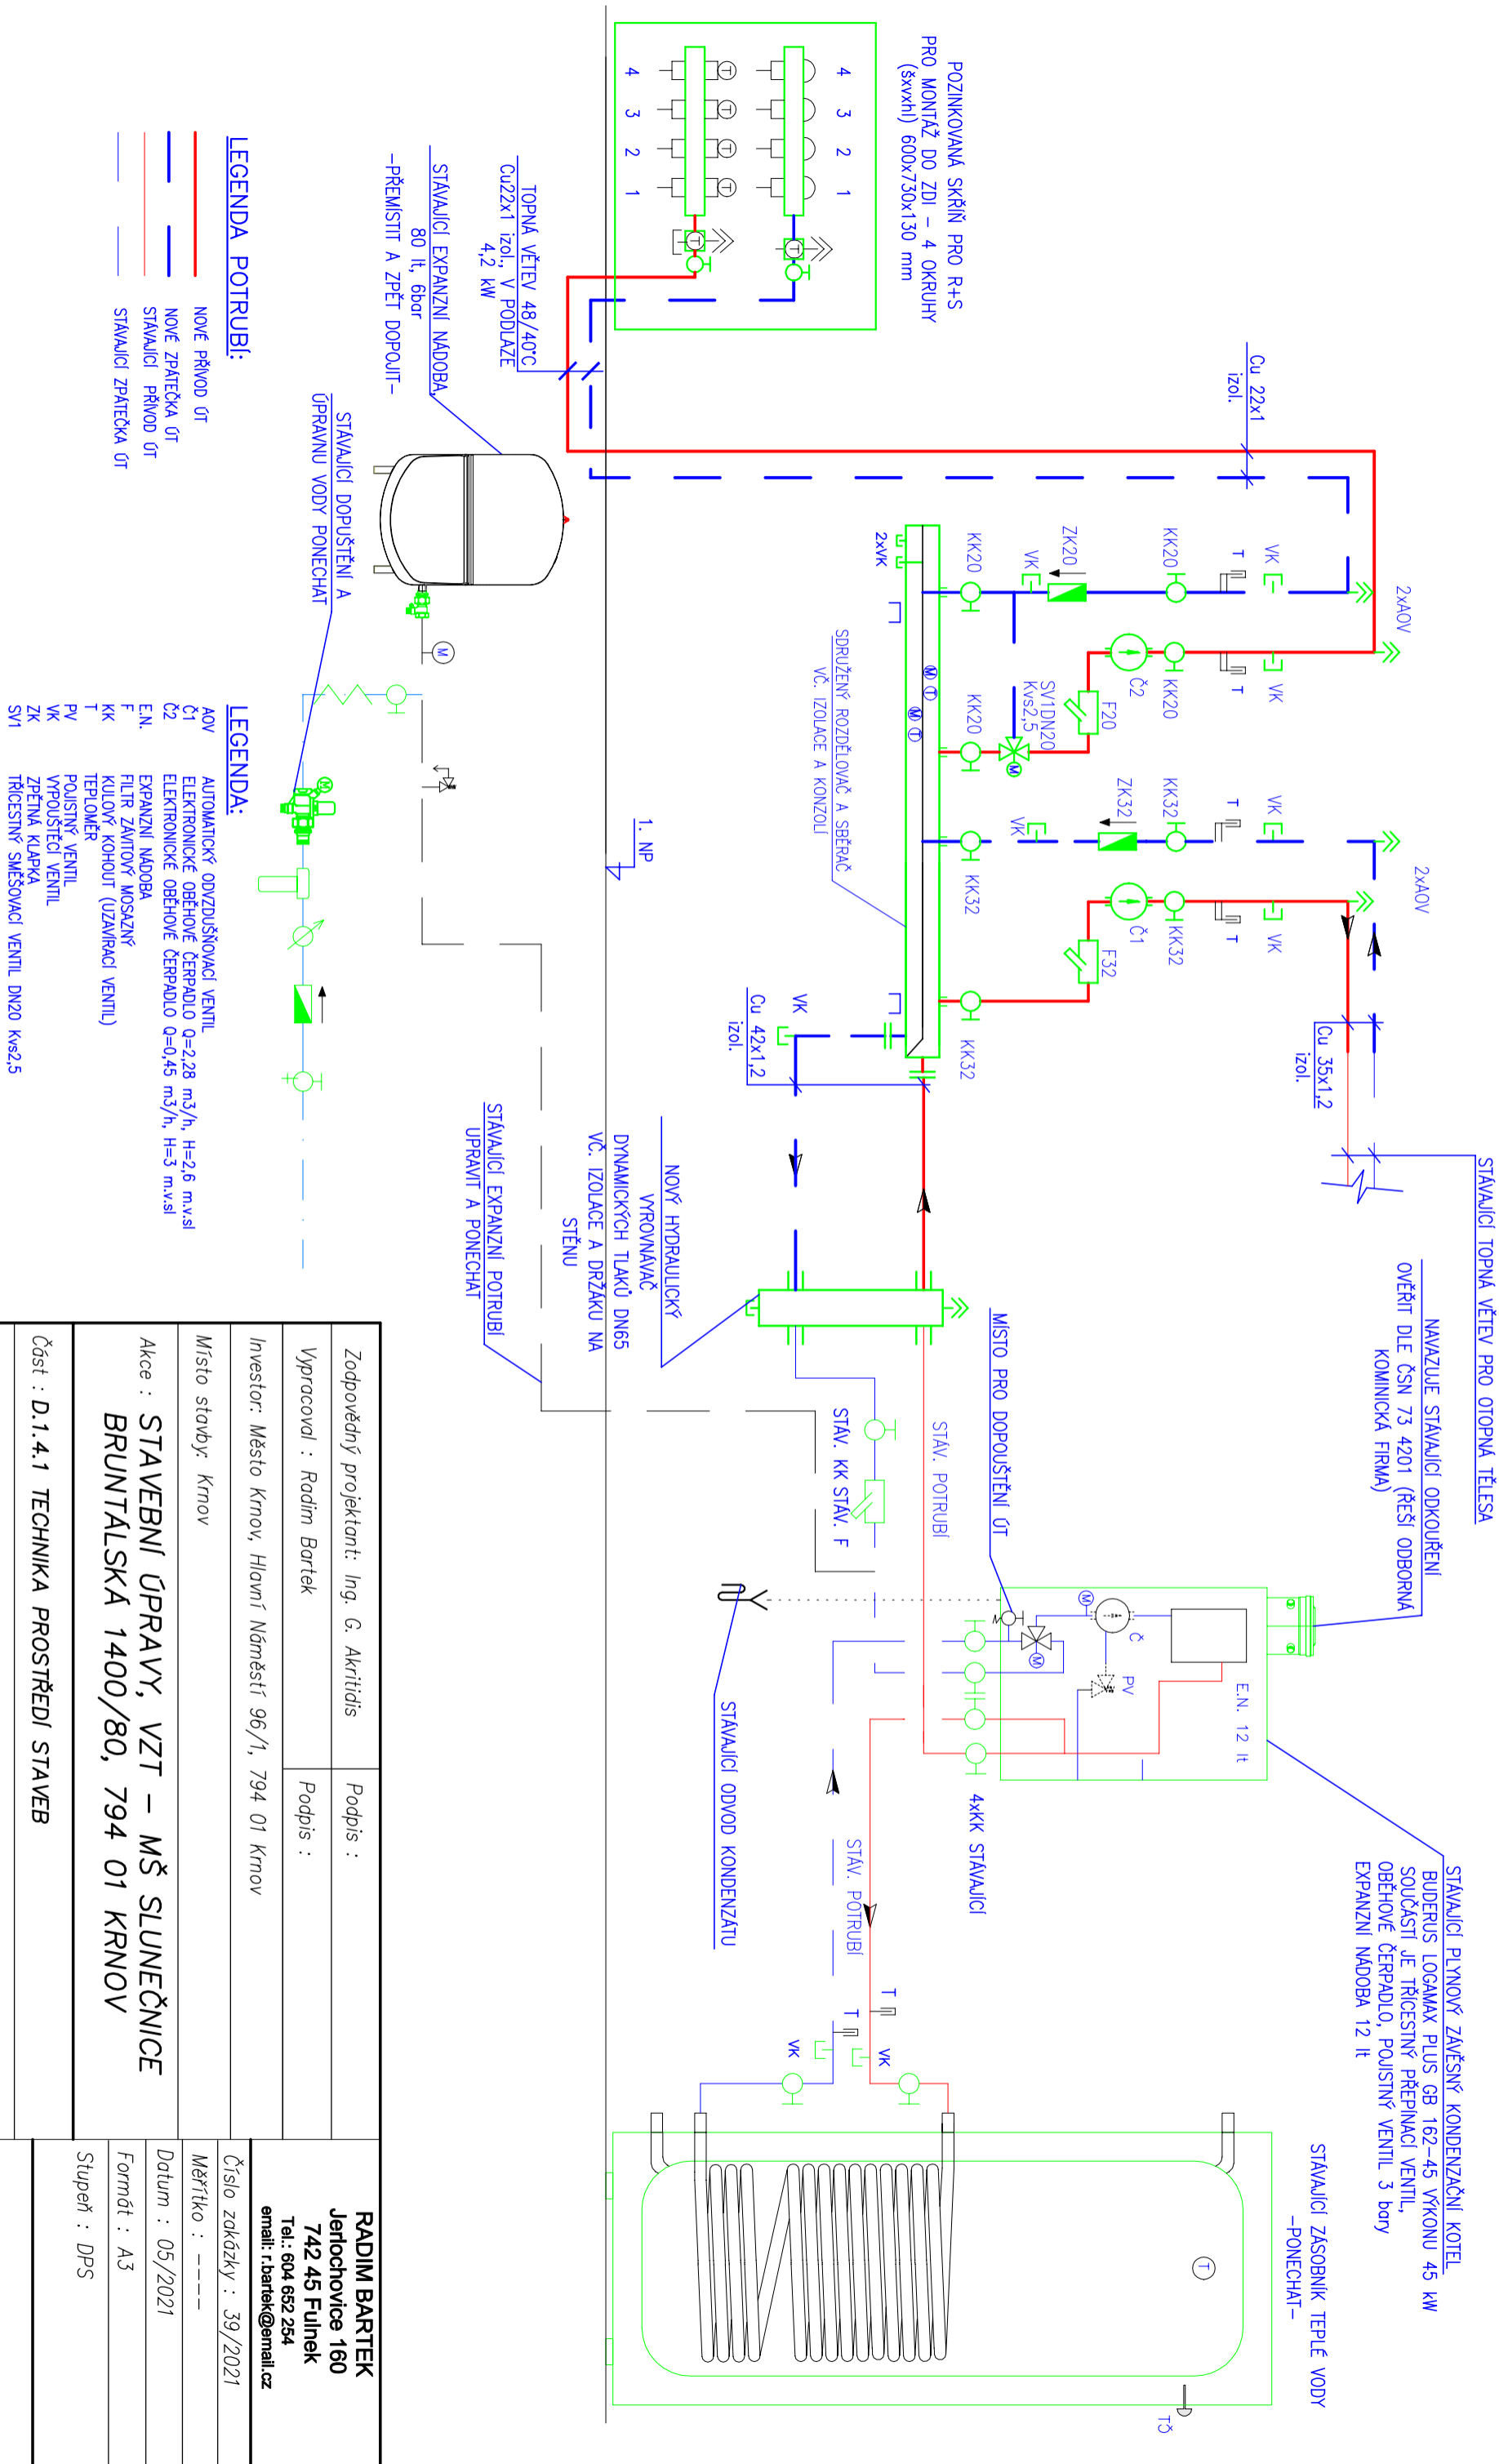 POZINKOVANÁ SKŘÍŇ PRO R+S
PRO MONTÁŽ DO ZDI - 4 OKRUHY
(šxvxhl) 600x730x130 mm
4 3 2 1
4 3 2 1
T T T T
T
T
TOPNÁ VĚTEV 48/40°C
Cu22x1 izol., V PODLAZE
4,2 kW
STÁVAJÍCÍ EXPANZNÍ NÁDOBA,
80 lt, 6bar
-PŘEMÍSTIT A ZPĚT DOPOJIT-
Cu 22x1
izol.
2xAOV
VK
T
KK20
ZK20
VK
KK20
2xVK
VK
T
KK20
Č2
F20
SV1DN20
Kvs2,5
M
KK20
M T
M T
SDRUŽENÝ ROZDĚLOVAČ A SBĚRAČ
VČ. IZOLACE A KONZOLÍ
2xAOV
VK
T
KK32
ZK32
VK
KK32
VK
T
KK32
Č1
F32
KK32
Cu 35x1,2
izol.
Cu 42x1,2
izol.
VK
STÁVAJÍCÍ TOPNÁ VĚTEV PRO OTOPNÁ TĚLESA
NAVAZUJE STÁVAJÍCÍ ODKOUŘENÍ
OVĚŘIT DLE ČSN 73 4201 (ŘEŠÍ ODBORNÁ
KOMINICKÁ FIRMA)
STÁVAJÍCÍ PLYNOVÝ ZÁVĚSNÝ KONDENZAČNÍ KOTEL
BUDERUS LOGAMAX PLUS GB 162-45 VÝKONU 45 kW
SOUČÁSTÍ JE TŘÍCESTNÝ PŘEPÍNACÍ VENTIL,
OBĚHOVÉ ČERPADLO, POJISTNÝ VENTIL 3 bary
EXPANZNÍ NÁDOBA 12 lt
E.N. 12 lt
Č
PV
M
M
MÍSTO PRO DOPOUŠTĚNÍ ÚT
4xKK STÁVAJÍCÍ
STÁV. POTRUBÍ
STÁV. KK STÁV. F
STÁV. POTRUBÍ
STÁVAJÍCÍ ODVOD KONDENZÁTU
T
T
VK
VK
STÁVAJÍCÍ ZÁSOBNÍK TEPLÉ VODY
-PONECHAT-
T
TČ
NOVÝ HYDRAULICKÝ
VYROVNÁVAČ
DYNAMICKÝCH TLAKŮ DN65
VČ. IZOLACE A DRŽÁKU NA
STĚNU
STÁVAJÍCÍ EXPANZNÍ POTRUBÍ
UPRAVIT A PONECHAT
1. NP
M
M
STÁVAJÍCÍ DOPUŠTĚNÍ A
ÚPRAVNU VODY PONECHAT
LEGENDA POTRUBÍ:
NOVÉ PŘÍVOD ÚT
NOVÉ ZPÁTEČKA ÚT
STÁVAJÍCÍ PŘÍVOD ÚT
STÁVAJÍCÍ ZPÁTEČKA ÚT
LEGENDA:
AOV AUTOMATICKÝ ODVZDUŠŇOVACÍ VENTIL
Č1 ELEKTRONICKÉ OBĚHOVÉ ČERPADLO Q=2,28 m3/h, H=2,6 m.v.sl
Č2 ELEKTRONICKÉ OBĚHOVÉ ČERPADLO Q=0,45 m3/h, H=3 m.v.sl
E.N. EXPANZNÍ NÁDOBA
F FILTR ZÁVITOVÝ MOSAZNÝ
KK KULOVÝ KOHOUT (UZAVÍRACÍ VENTIL)
T TEPLOMĚR
PV POJISTNÝ VENTIL
VK VYPOUŠTĚCÍ VENTIL
ZK ZPĚTNÁ KLAPKA
SV1 TŘÍCESTNÝ SMĚŠOVACÍ VENTIL DN20 Kvs2,5
Zodpovědný projektant: Ing. G. Akritidis
Podpis :
Vypracoval : Radim Bartek
Podpis :
Investor: Město Krnov, Hlavní Náměstí 96/1, 794 01 Krnov
Místo stavby: Krnov
Akce : STAVEBNÍ ÚPRAVY, VZT - MŠ SLUNEČNICE
BRUNTÁLSKÁ 1400/80, 794 01 KRNOV
Část : D.1.4.1 TECHNIKA PROSTŘEDÍ STAVEB
RADIM BARTEK
Jerlochovice 160
742 45 Fulnek
Tel.: 604 652 254
email: r.bartek@email.cz
Číslo zakázky : 39/2021
Měřítko : ----
Datum : 05/2021
Formát : A3
Stupeň : DPS